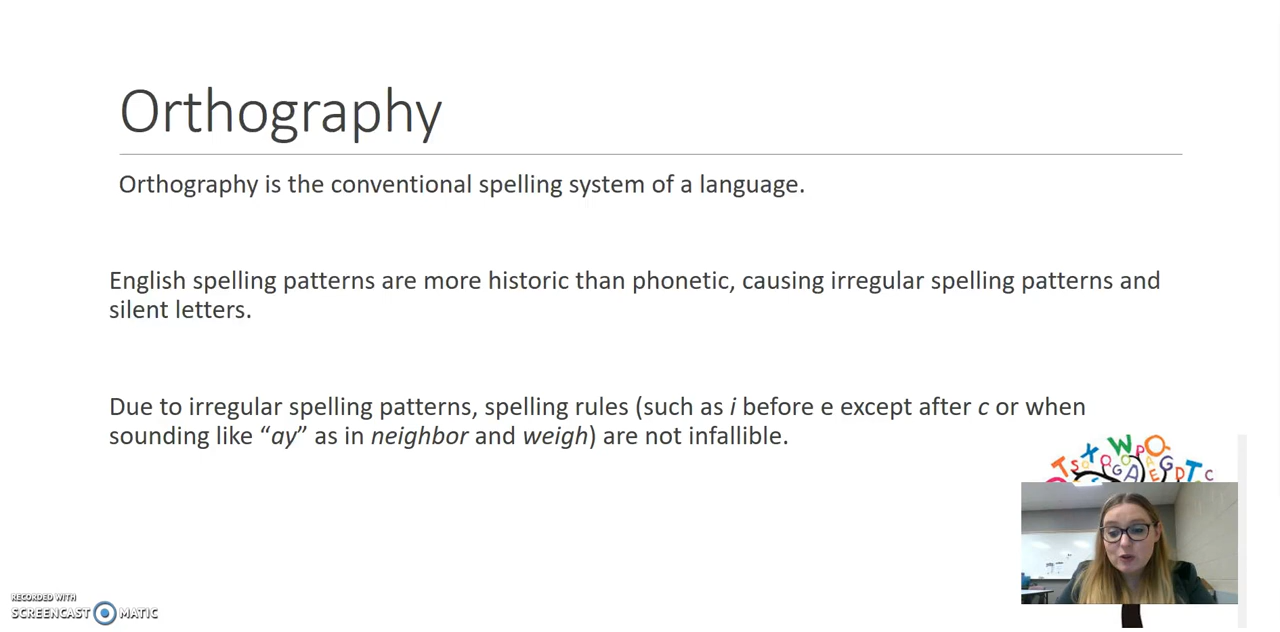 Orthography
Orthography is the conventional spelling system of a language.
English spelling patterns are more historic than phonetic, causing irregular spelling patterns and
silent letters.
Due to irregular spelling patterns, spelling rules (such as i before e except after c or when
sounding like “ay” as in neighbor and weigh) are not infallible.
RECORDED WITH
SCREENCAST MATIC